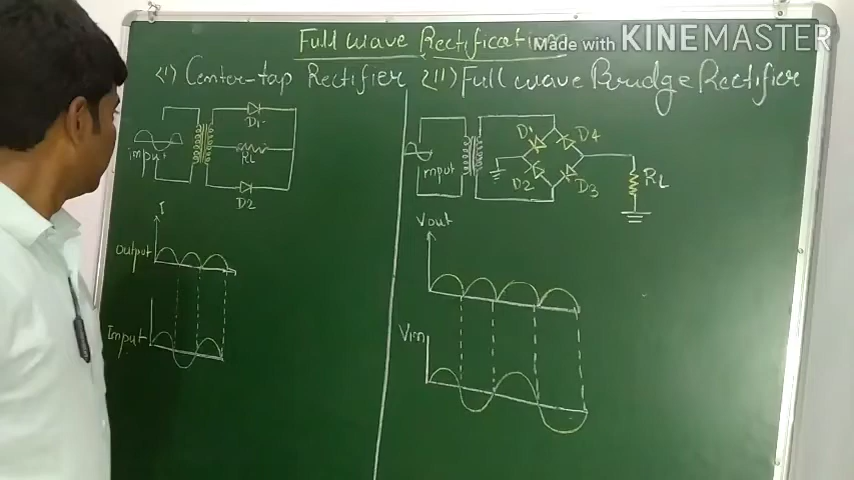 Full wave Rectification
Made with KINEMASTER
(i) Center-tap Rectifier
D1
input
RL
D2
I
Output
Input
(ii) Full wave Bridge Rectifier
D1
D4
input
D2
D3
RL
Vout
Vin